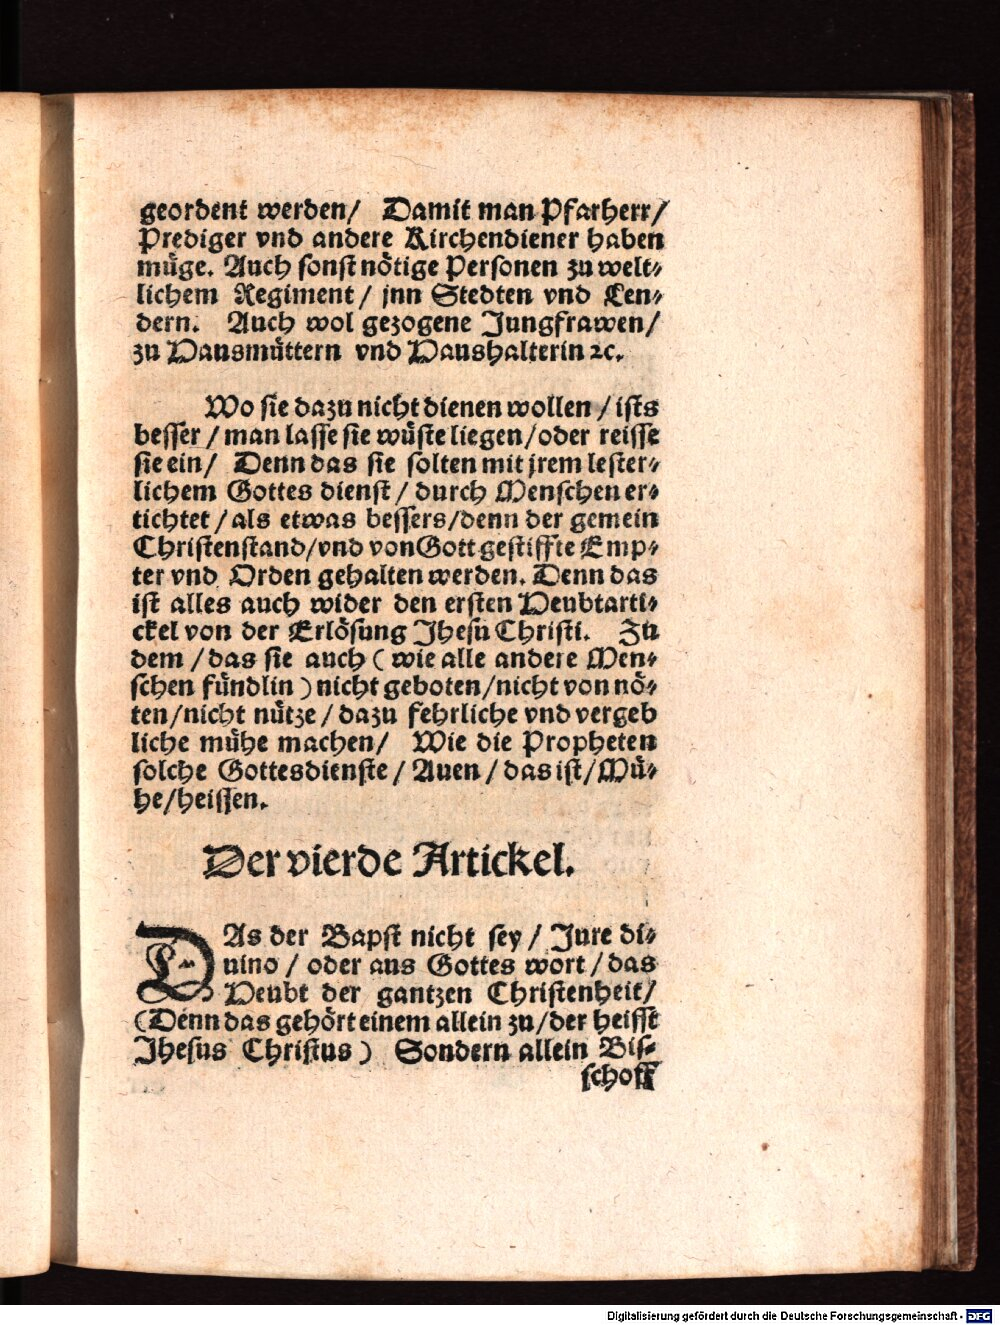 geordent werden/ Damit man Pfarherr/
Prediger vnd andere Kirchendiener haben
müge. Auch sonst nötige Personen zu welt⸗
lichem Regiment / jnn Stedten vnd Len⸗
dern. Auch wol gezogene Jungfrawen/
zu Hausmüttern vnd Haushalterin ꝛc.
Wo sie dazu nicht dienen wollen / ists
besser / man lasse sie wüste liegen/oder reisse
sie ein/ Denn das sie solten mit jrem lester⸗
lichem Gottes dienst / durch Menschen er⸗
tichtet / als etwas bessers/denn der gemein
Christenstand/vnd von Gott gestiffte Emp⸗
ter vnd Orden gehalten werden. Denn das
ist alles auch wider den ersten Heubtarti⸗
ckel von der Erlösung Jhesu Christi. Zu
dem / das sie auch ( wie alle andere Men⸗
schen fündlin ) nicht geboten/nicht von nö⸗
ten/nicht nütze / dazu fehrliche vnd vergeb
liche mühe machen/ Wie die Propheten
solche Gottesdienste / Auen / das ist/Mü⸗
he/heissen.
Der vierde Artickel.
DAs der Bapst nicht sey / Jure di⸗
uino / oder aus Gottes wort / das
Heubt der gantzen Christenheit/
(Denn das gehört einem allein zu/der heisst
Jhesus Christus ) Sondern allein Bis⸗
schoff
Digitalisierung gefördert durch die Deutsche Forschungsgemeinschaft - DFG